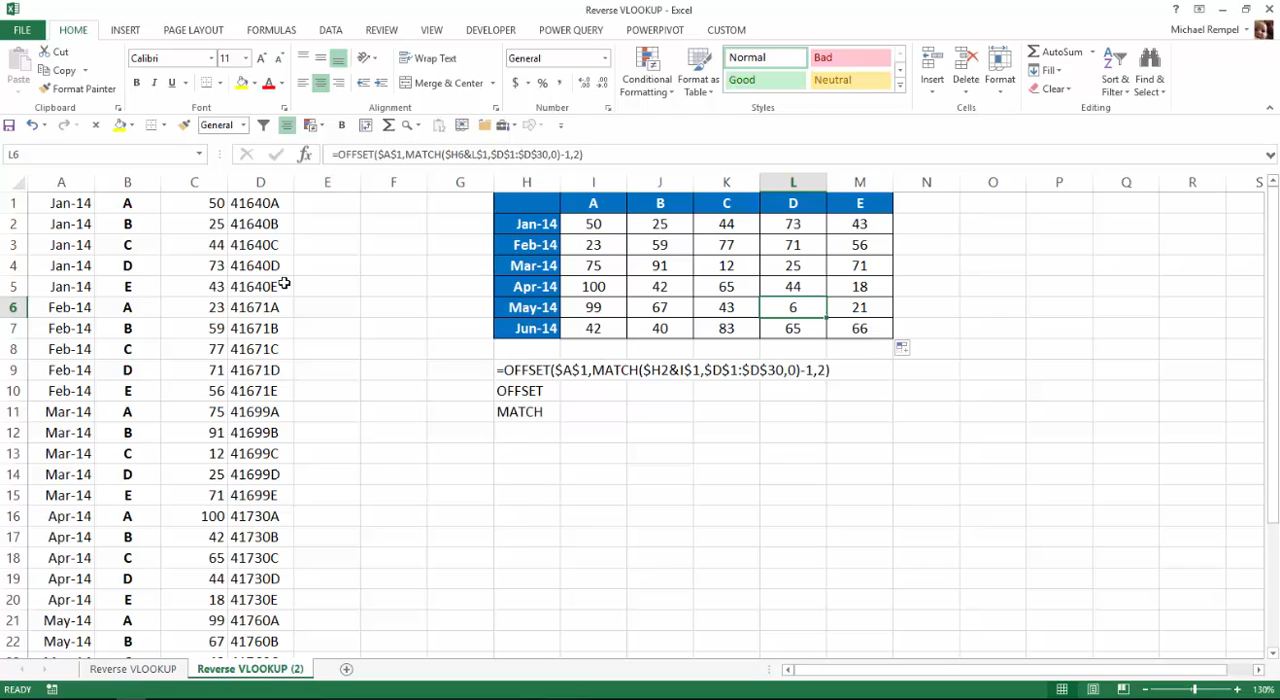 Reverse VLOOKUP - Excel
FILE HOME INSERT PAGE LAYOUT FORMULAS DATA REVIEW VIEW DEVELOPER POWER QUERY POWERPIVOT CUSTOM Michael Rempel
Paste Cut Copy Format Painter Clipboard
Calibri 11 B I U Font
Wrap Text Merge & Center Alignment
General $ % , Number
Conditional Formatting Format as Table Normal Bad Good Neutral Styles
Insert Delete Format Cells
AutoSum Fill Clear Sort & Filter Find & Select Editing
General B
L6 fx =OFFSET($A$1,MATCH($H6&L$1,$D$1:$D$30,0)-1,2)
A B C D E F G H I J K L M N O P Q R S
1 Jan-14 A 50 41640A A B C D E
2 Jan-14 B 25 41640B Jan-14 50 25 44 73 43
3 Jan-14 C 44 41640C Feb-14 23 59 77 71 56
4 Jan-14 D 73 41640D Mar-14 75 91 12 25 71
5 Jan-14 E 43 41640E Apr-14 100 42 65 44 18
6 Feb-14 A 23 41671A May-14 99 67 43 6 21
7 Feb-14 B 59 41671B Jun-14 42 40 83 65 66
8 Feb-14 C 77 41671C
9 Feb-14 D 71 41671D =OFFSET($A$1,MATCH($H2&I$1,$D$1:$D$30,0)-1,2)
10 Feb-14 E 56 41671E OFFSET
11 Mar-14 A 75 41699A MATCH
12 Mar-14 B 91 41699B
13 Mar-14 C 12 41699C
14 Mar-14 D 25 41699D
15 Mar-14 E 71 41699E
16 Apr-14 A 100 41730A
17 Apr-14 B 42 41730B
18 Apr-14 C 65 41730C
19 Apr-14 D 44 41730D
20 Apr-14 E 18 41730E
21 May-14 A 99 41760A
22 May-14 B 67 41760B
Reverse VLOOKUP Reverse VLOOKUP (2)
READY 130%